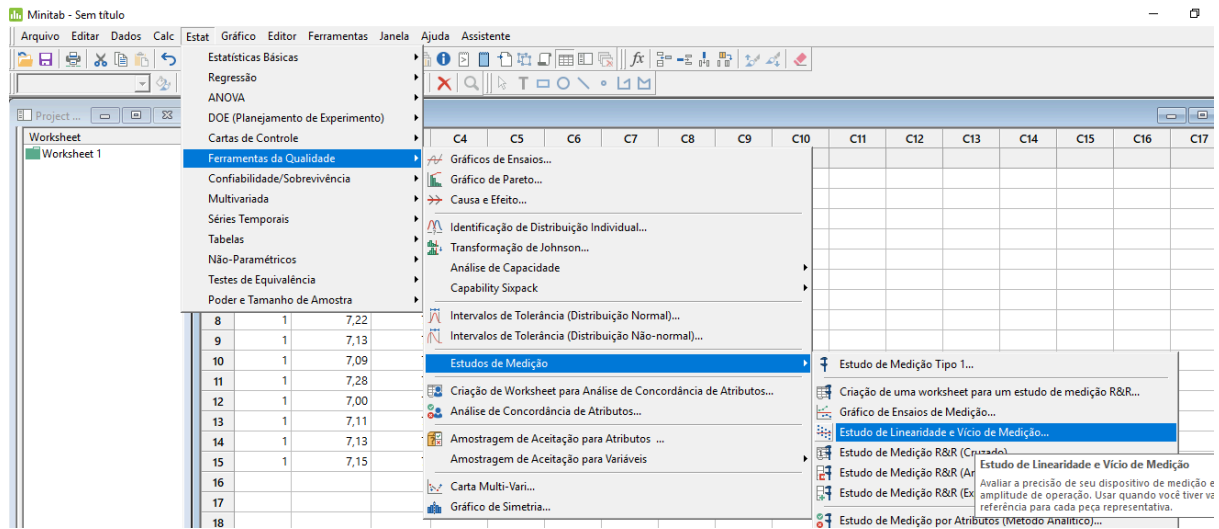 Minitab - Sem título
Arquivo Editar Dados Calc Estat Gráfico Editor Ferramentas Janela Ajuda Assistente
Project ...
Worksheet
Worksheet 1
Estatísticas Básicas
Regressão
ANOVA
DOE (Planejamento de Experimento)
Cartas de Controle
Ferramentas da Qualidade
Confiabilidade/Sobrevivência
Multivariada
Séries Temporais
Tabelas
Não-Paramétricos
Testes de Equivalência
Poder e Tamanho de Amostra
C4 C5 C6 C7 C8 C9 C10 C11 C12 C13 C14 C15 C16 C17
Gráficos de Ensaios...
Gráfico de Pareto...
Causa e Efeito...
Identificação de Distribuição Individual...
Transformação de Johnson...
Análise de Capacidade
Capability Sixpack
Intervalos de Tolerância (Distribuição Normal)...
Intervalos de Tolerância (Distribuição Não-normal)...
Estudos de Medição
Criação de Worksheet para Análise de Concordância de Atributos...
Análise de Concordância de Atributos...
Amostragem de Aceitação para Atributos ...
Amostragem de Aceitação para Variáveis
Carta Multi-Vari...
Gráfico de Simetria...
8 1 7,22
9 1 7,13
10 1 7,09
11 1 7,28
12 1 7,00
13 1 7,11
14 1 7,13
15 1 7,15
16
17
18
Estudo de Medição Tipo 1...
Criação de uma worksheet para um estudo de medição R&R...
Gráfico de Ensaios de Medição...
Estudo de Linearidade e Vício de Medição...
Estudo de Medição R&R (Cruzado)
Estudo de Medição R&R (An
Estudo de Medição R&R (Ex
Estudo de Medição por Atributos (Método Analítico)...
Estudo de Linearidade e Vício de Medição
Avaliar a precisão de seu dispositivo de medição e
amplitude de operação. Usar quando você tiver va
referência para cada peça representativa.